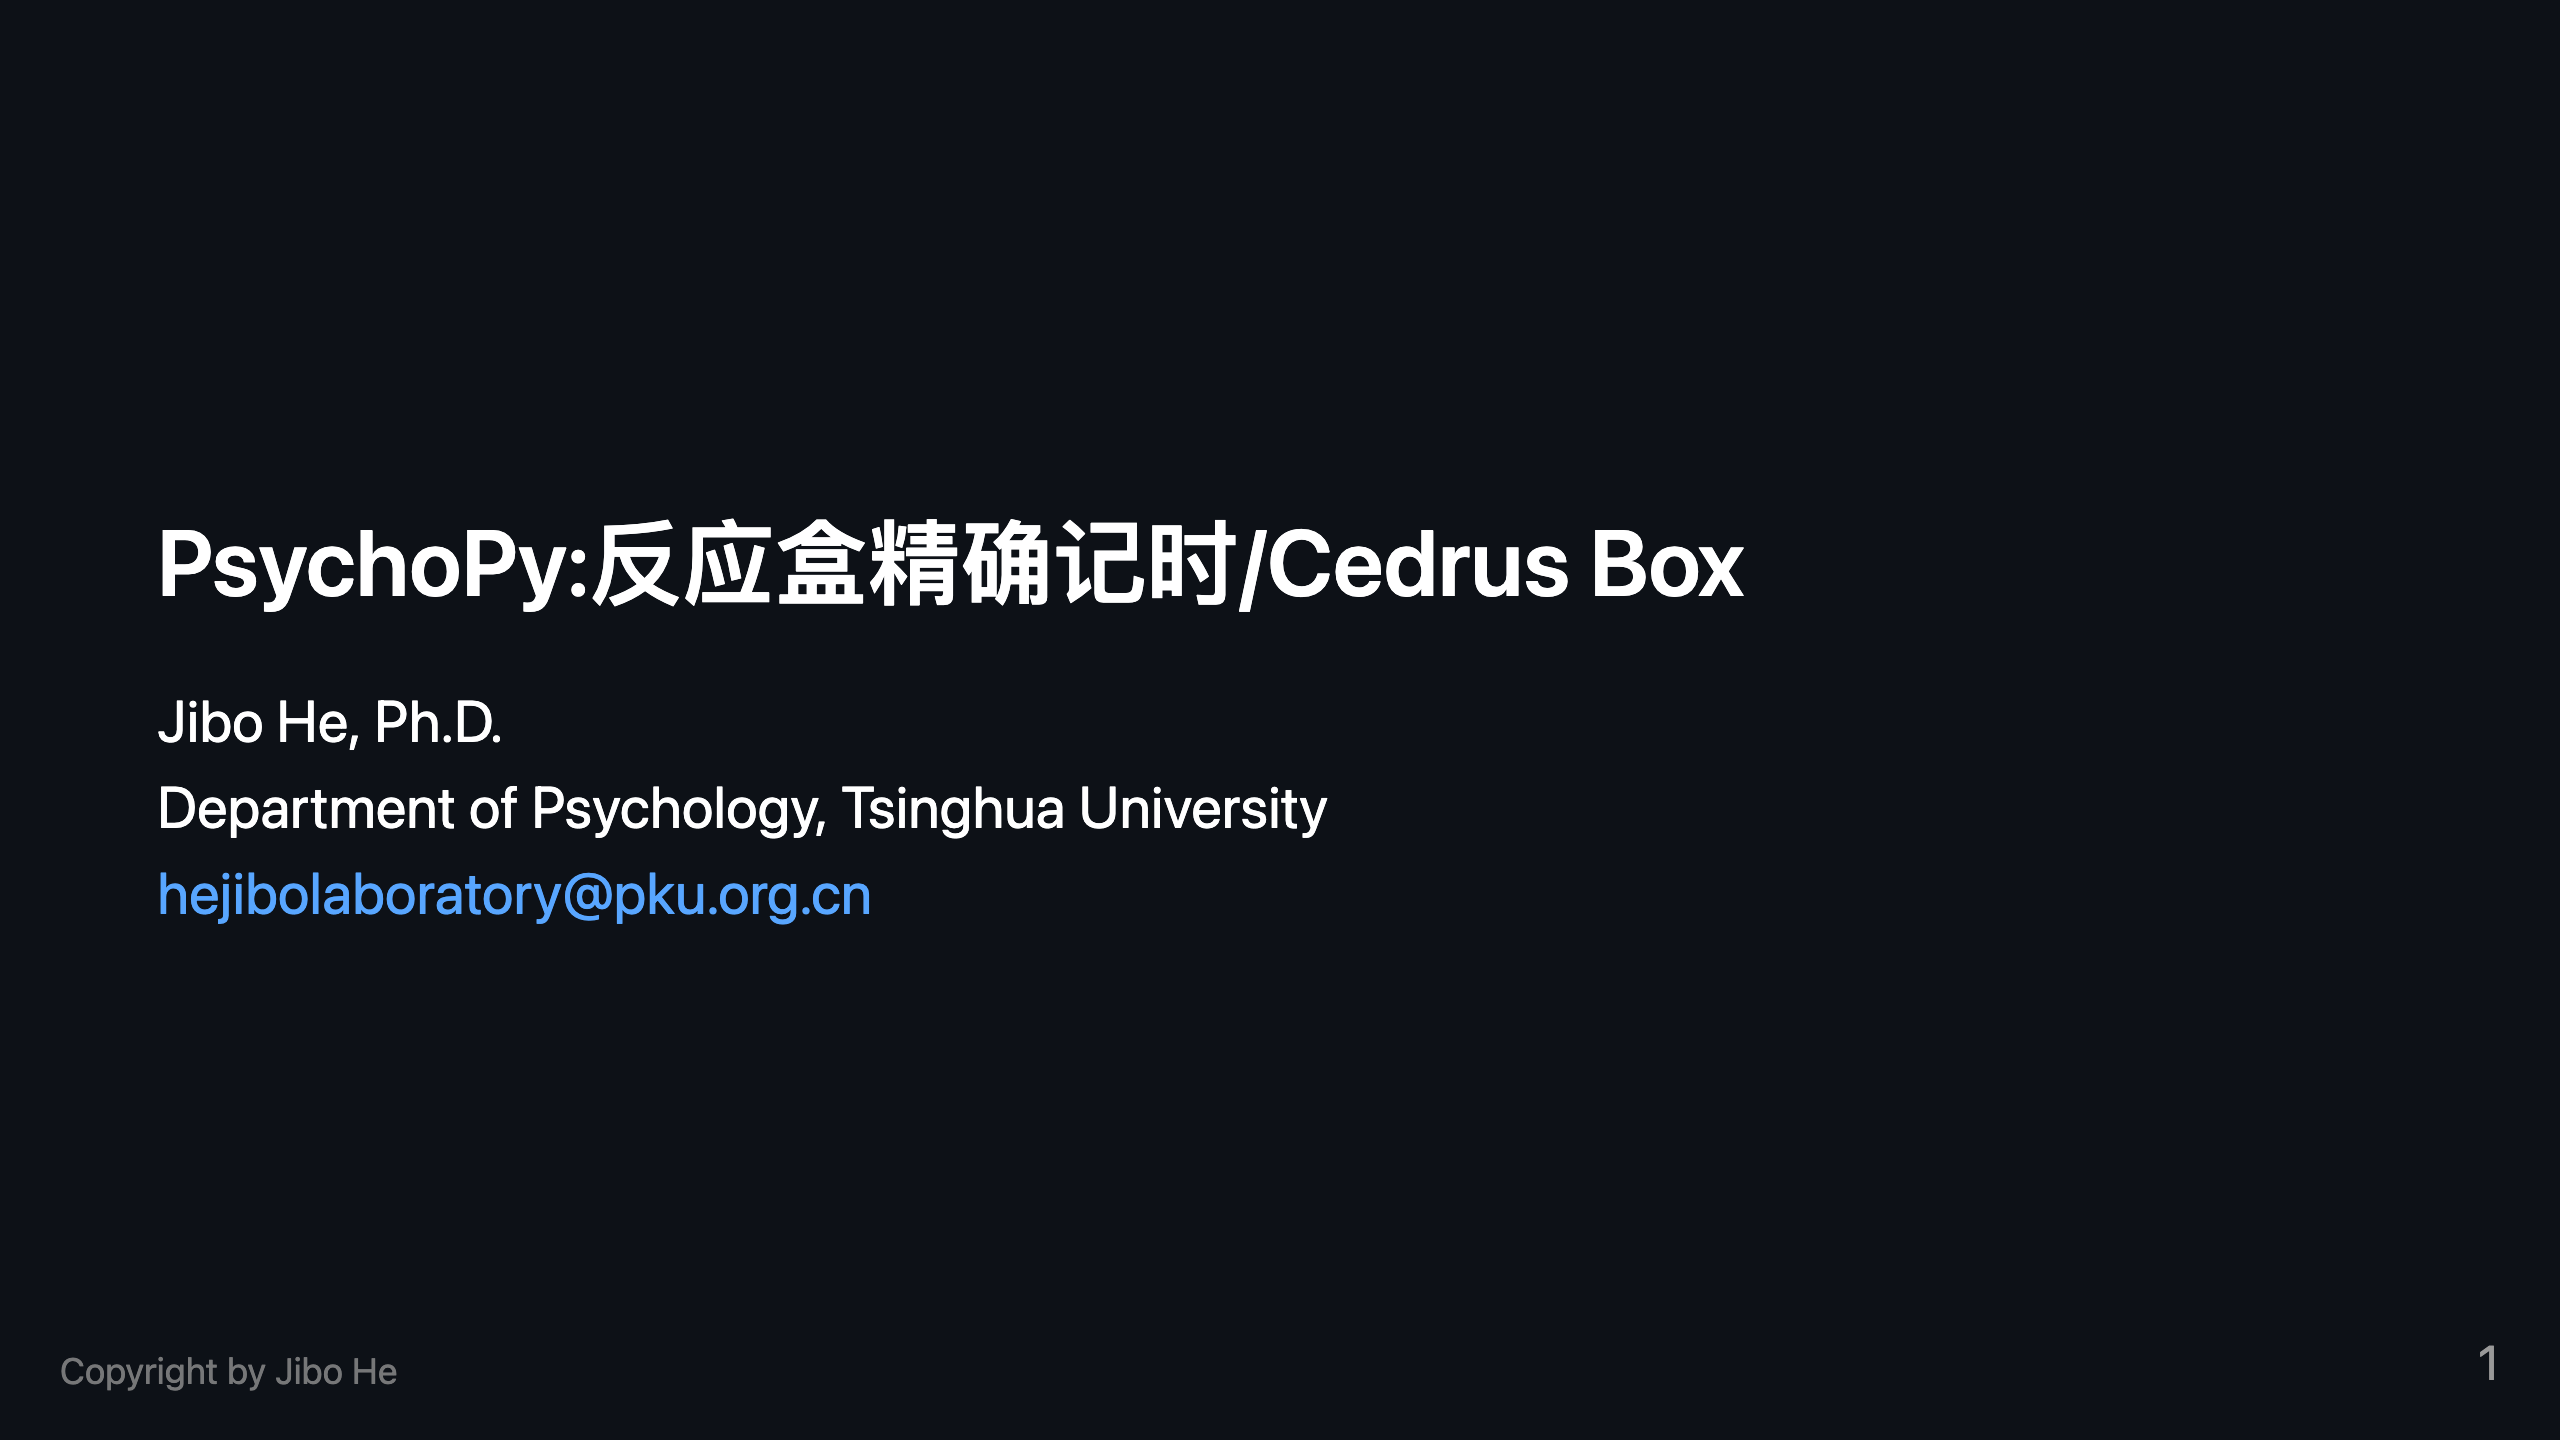 PsychoPy:反应盒精确记时/Cedrus Box
Jibo He, Ph.D.
Department of Psychology, Tsinghua University
hejibolaboratory@pku.org.cn
Copyright by Jibo He
1